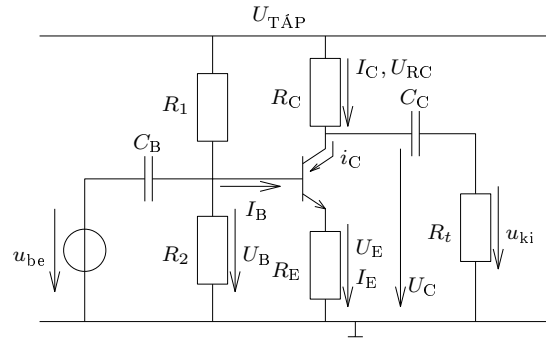 U_TÁP
I_C, U_RC
R_C
C_C
R_1
C_B
i_C
I_B
u_be
R_2
U_B
R_E
U_E
I_E
U_C
R_t
u_ki